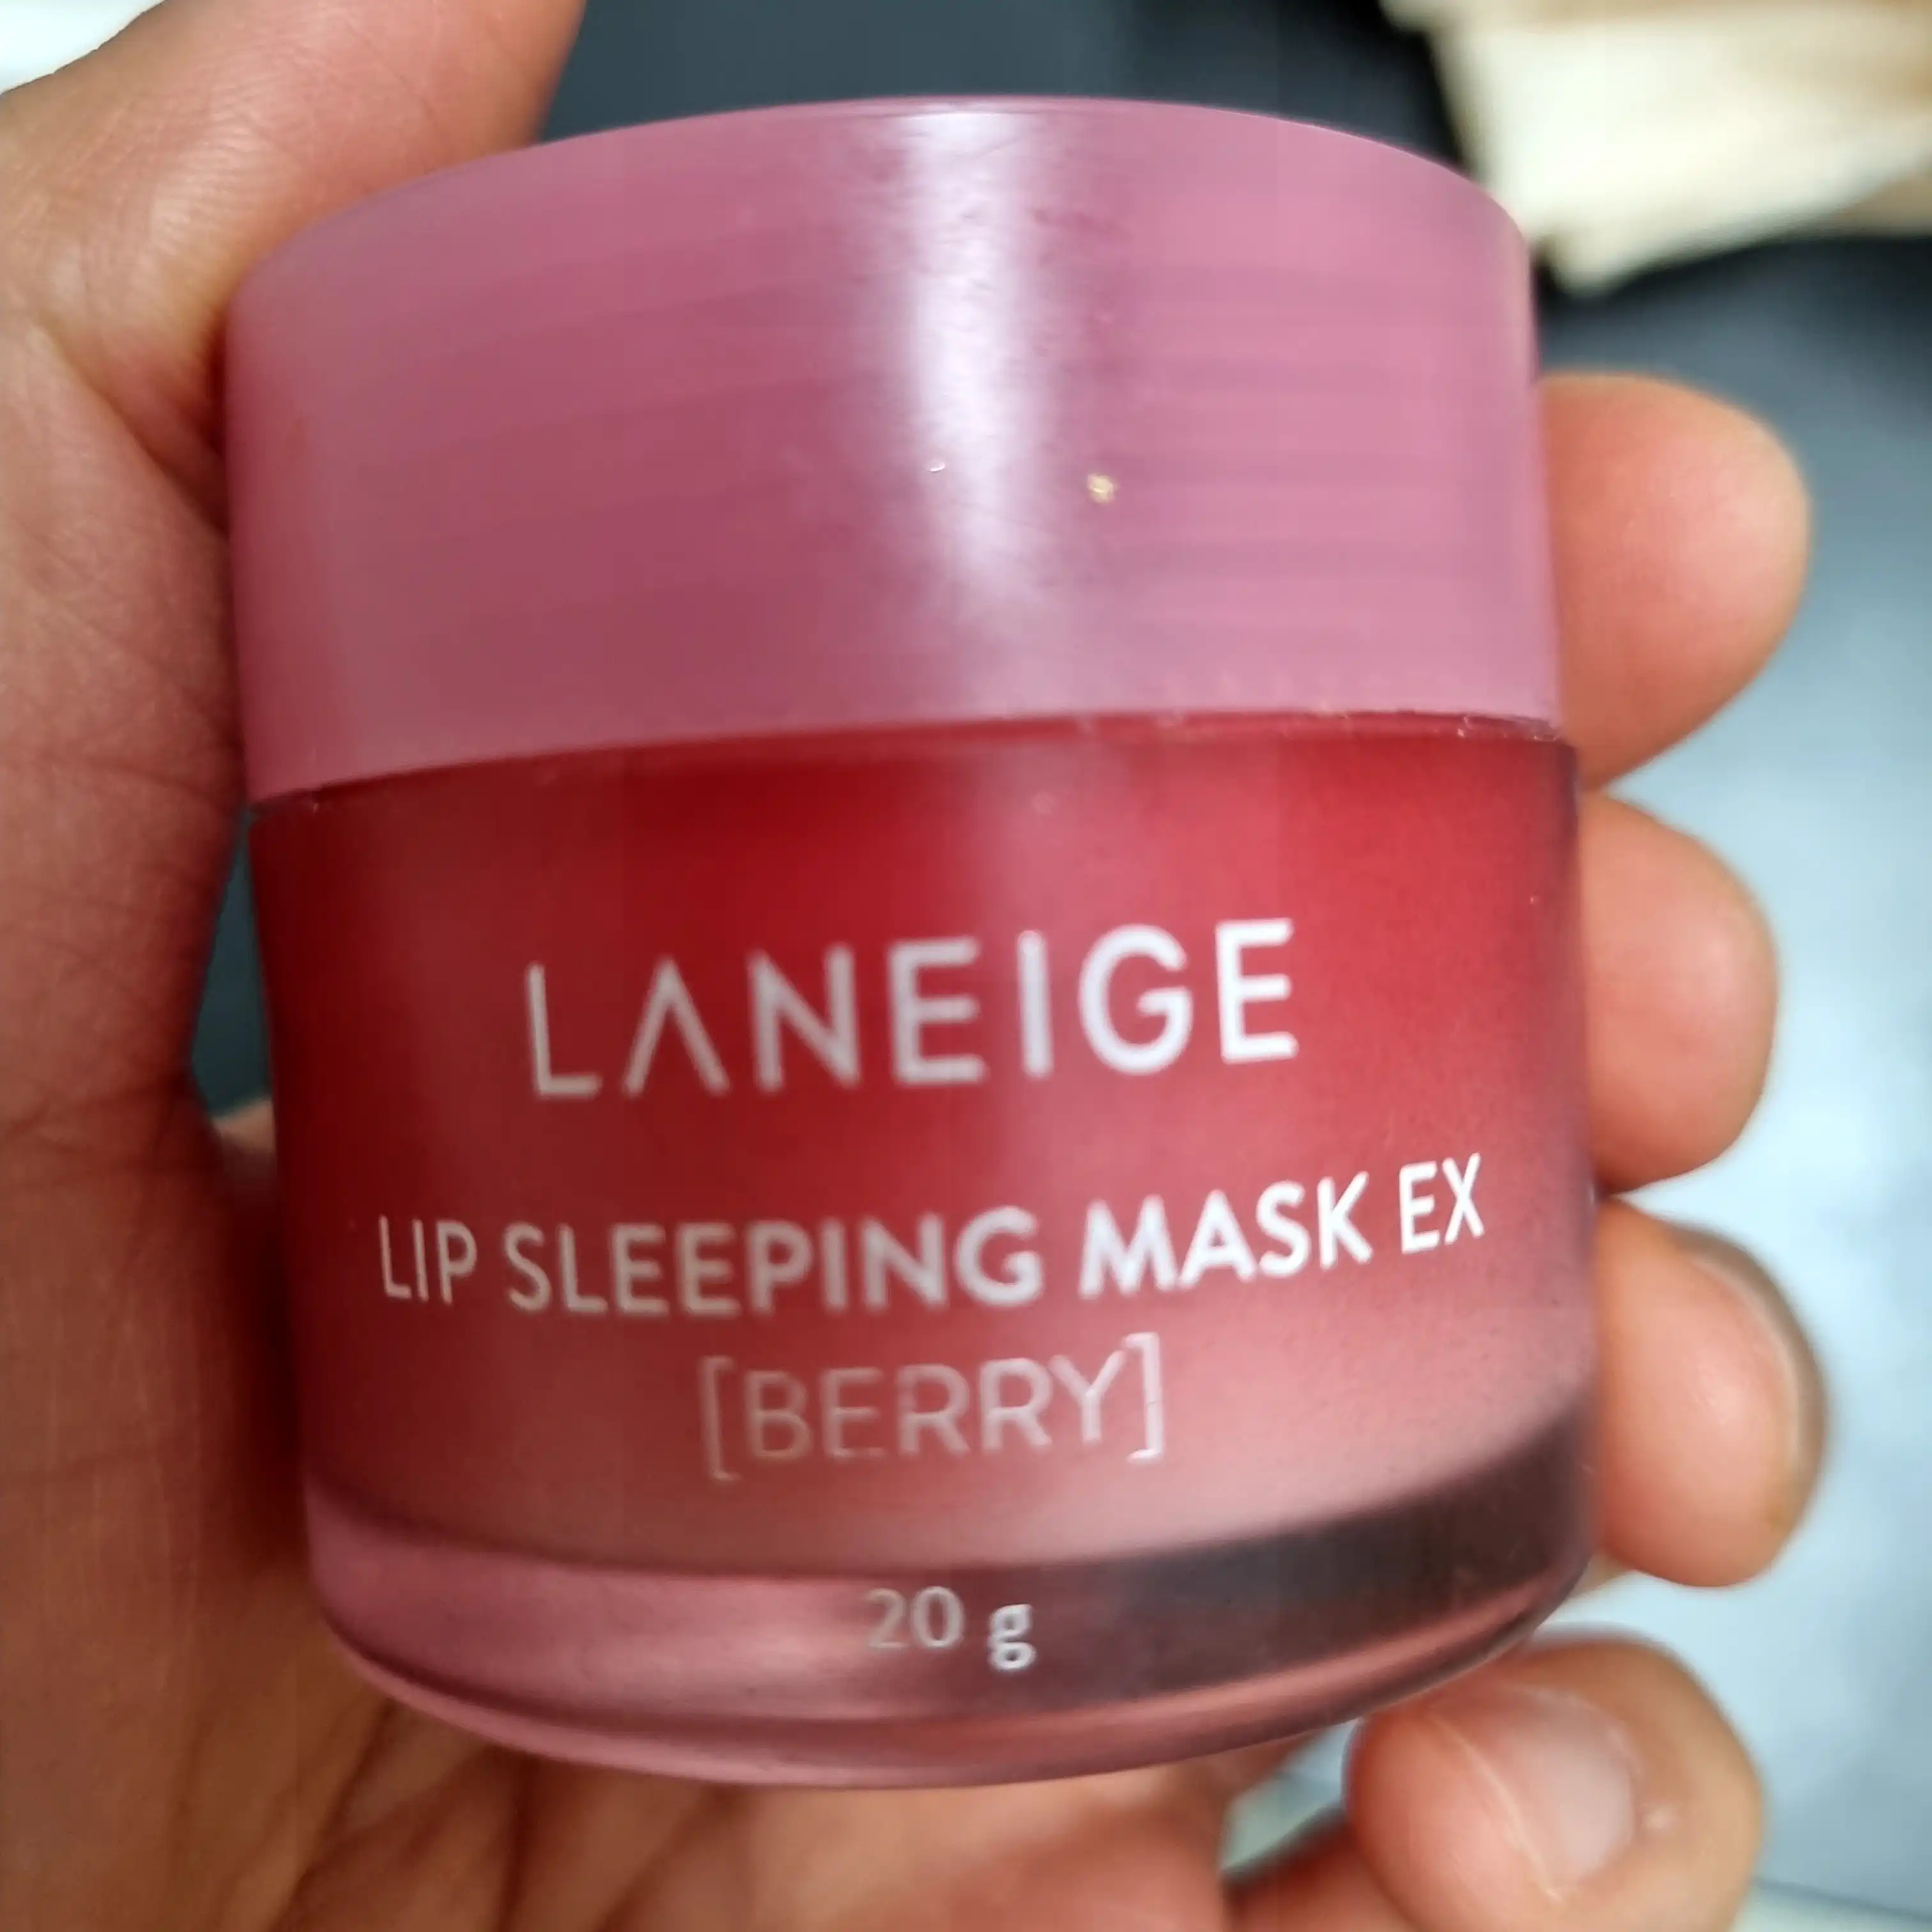 LANEIGE
LIP SLEEPING MASK EX
[BERRY]
20 g